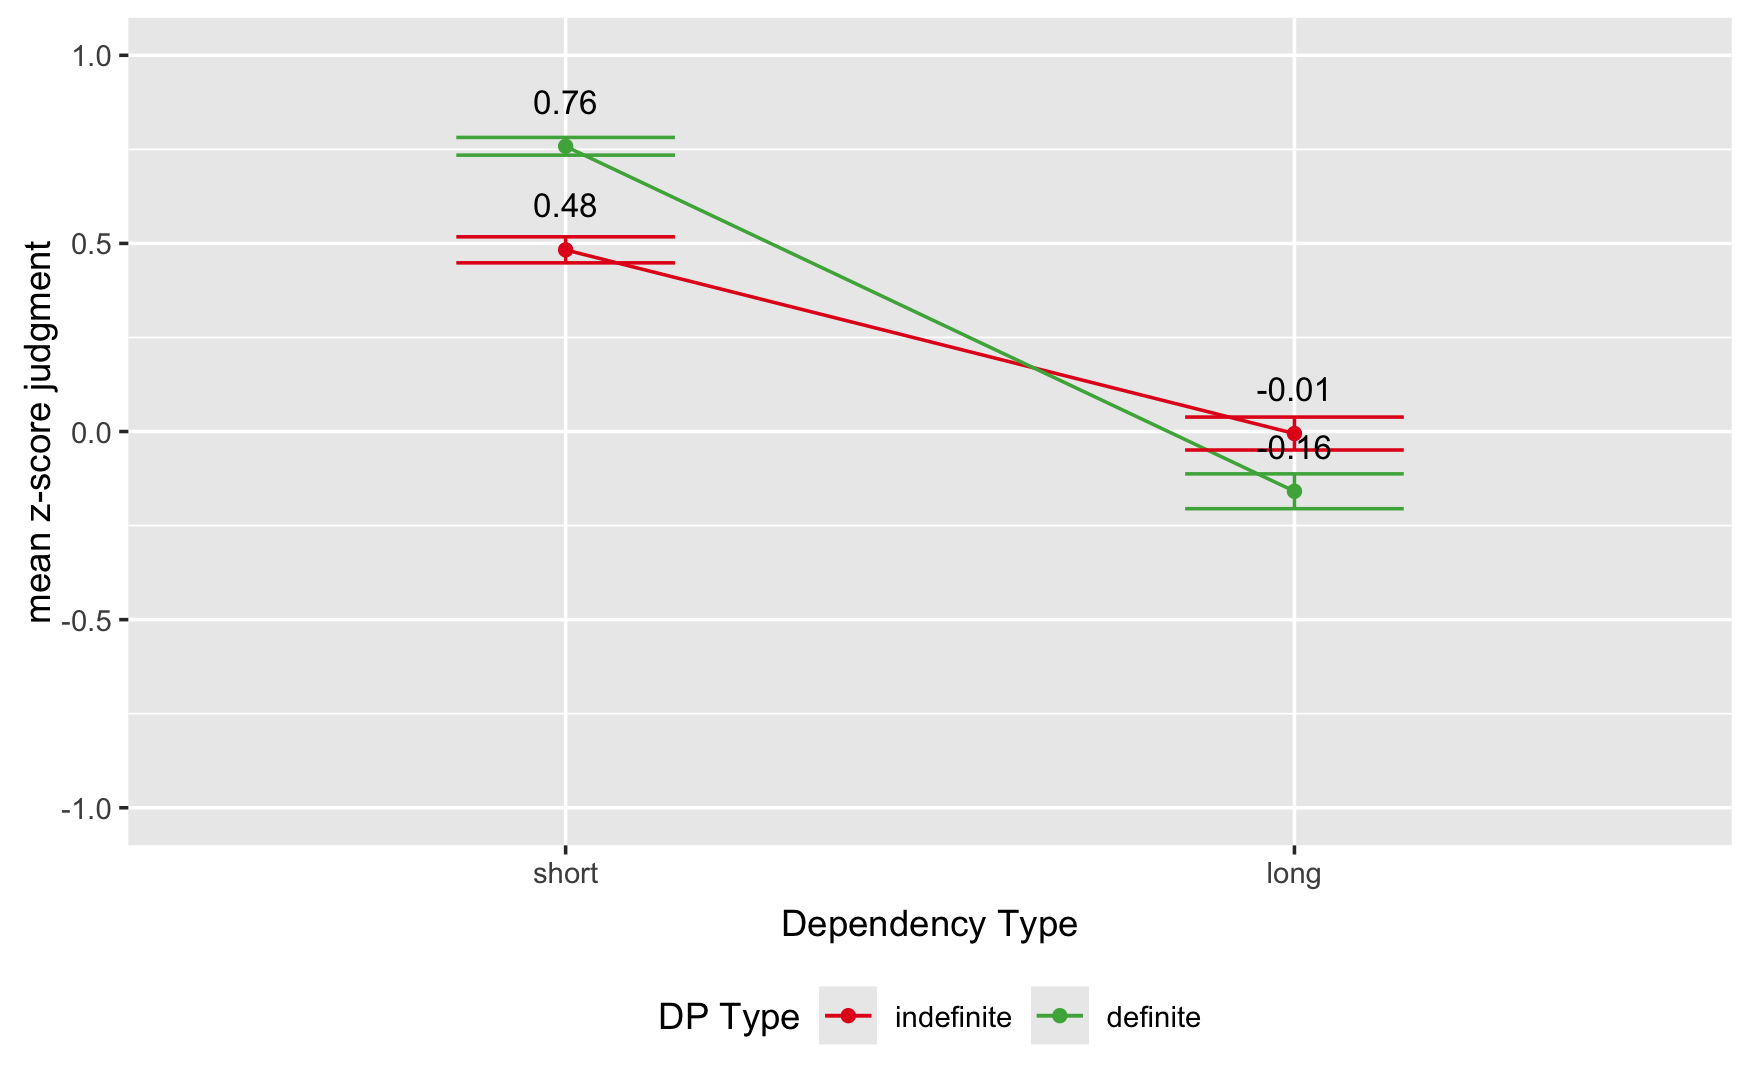 1.0
0.5
0.0
-0.5
-1.0
mean z-score judgment
0.76
0.48
-0.01
-0.16
short
long
Dependency Type
DP Type indefinite definite